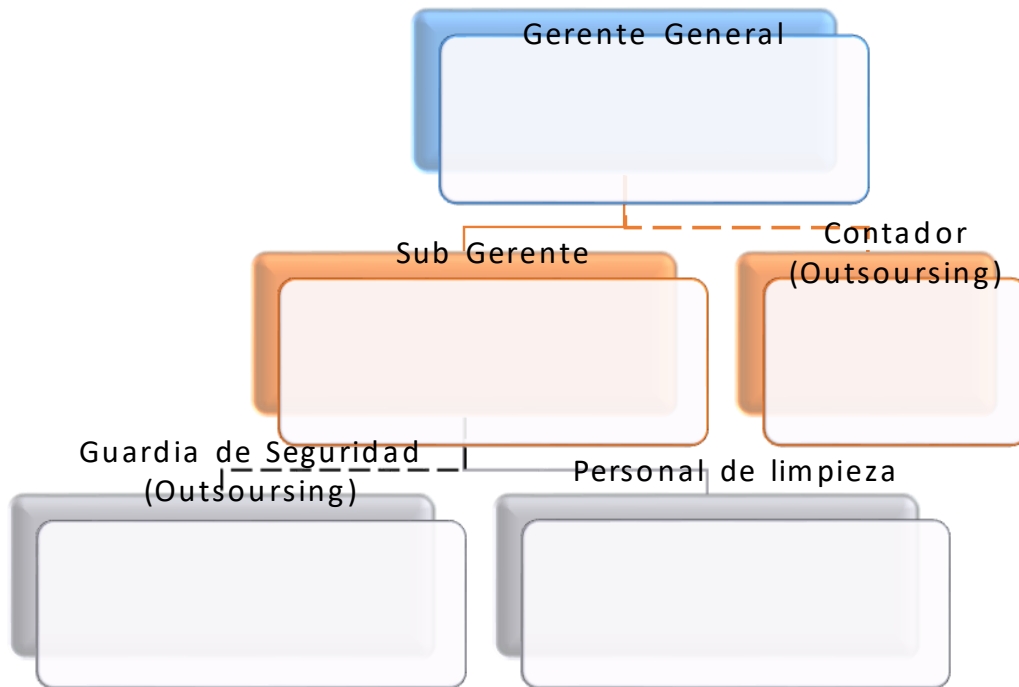 Gerente General
Sub Gerente
Contador
(Outsoursing)
Guardia de Seguridad
(Outsoursing)
Personal de limpieza